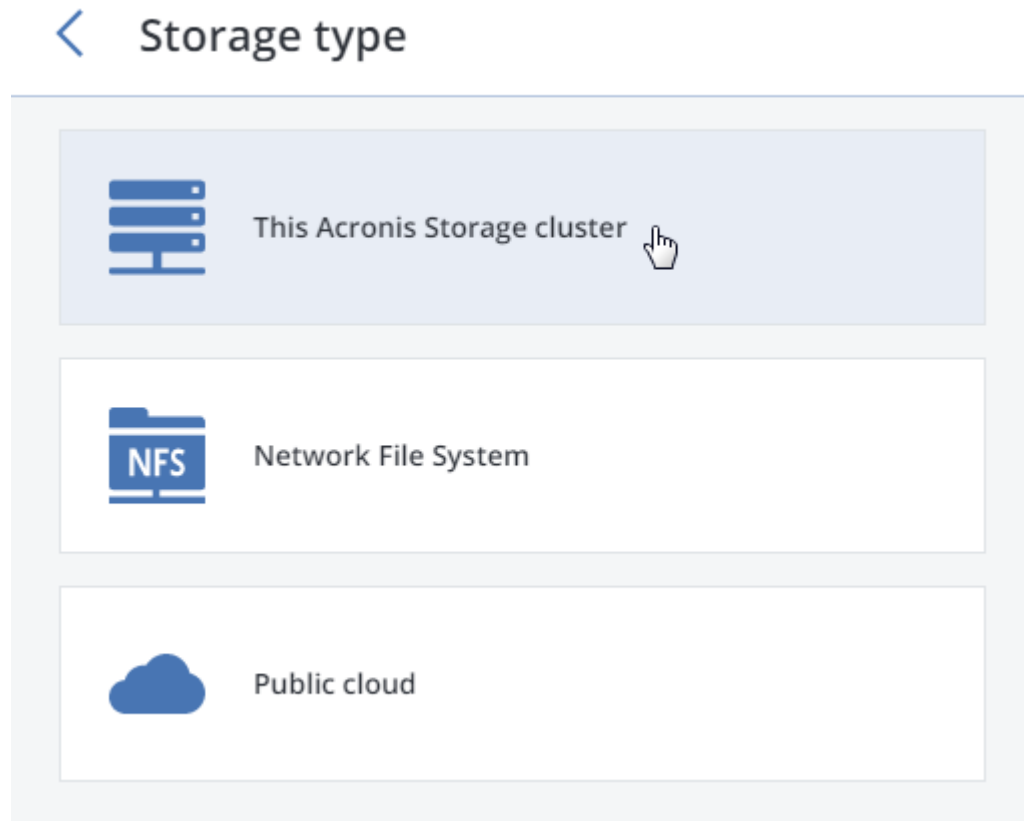 Storage type
This Acronis Storage cluster
NFS
Network File System
Public cloud